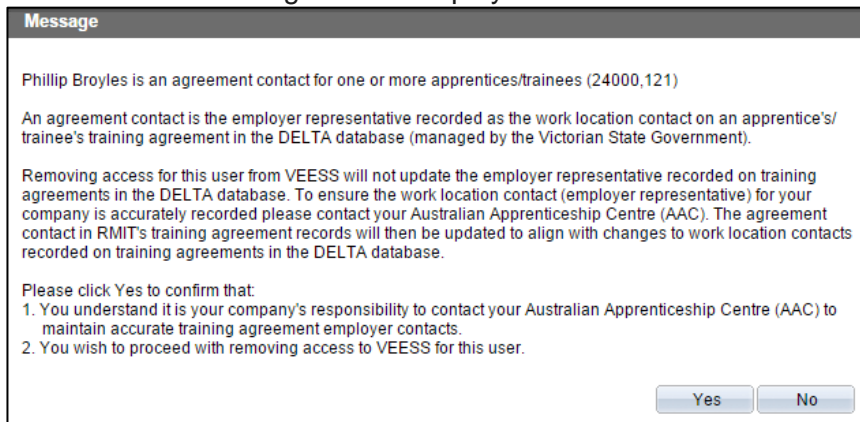 Message
Phillip Broyles is an agreement contact for one or more apprentices/trainees (24000,121)
An agreement contact is the employer representative recorded as the work location contact on an apprentice's/
trainee's training agreement in the DELTA database (managed by the Victorian State Government).
Removing access for this user from VEESS will not update the employer representative recorded on training
agreements in the DELTA database. To ensure the work location contact (employer representative) for your
company is accurately recorded please contact your Australian Apprenticeship Centre (AAC). The agreement
contact in RMIT's training agreement records will then be updated to align with changes to work location contacts
recorded on training agreements in the DELTA database.
Please click Yes to confirm that:
1. You understand it is your company's responsibility to contact your Australian Apprenticeship Centre (AAC) to
maintain accurate training agreement employer contacts.
2. You wish to proceed with removing access to VEESS for this user.
Yes No